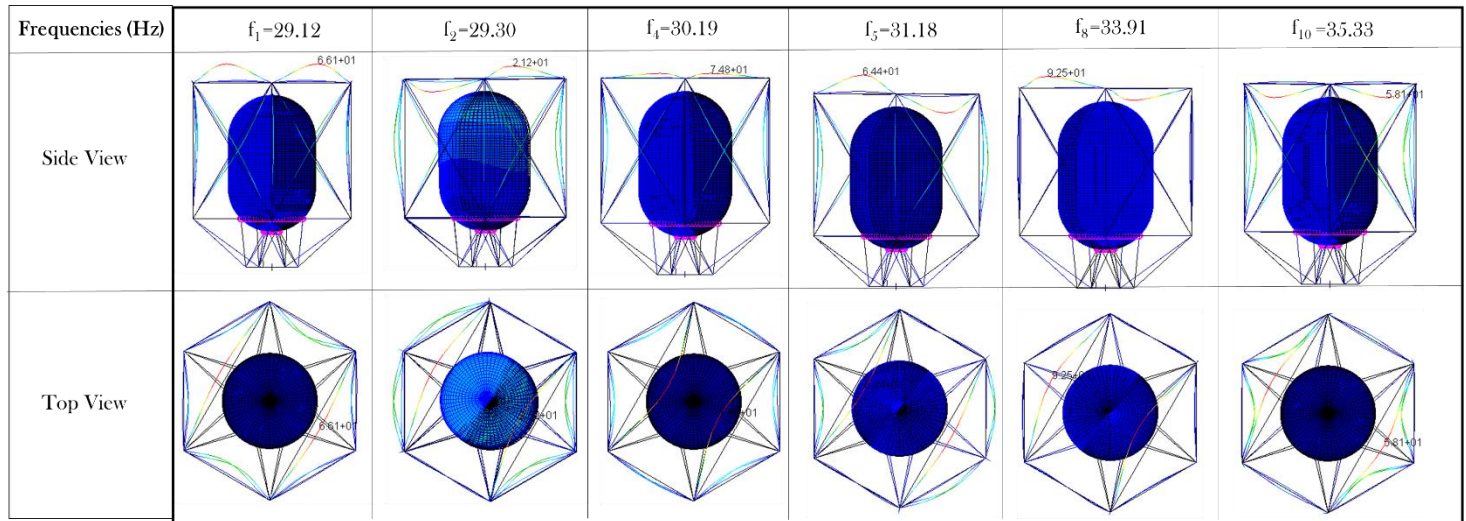 Frequencies (Hz) f₁=29.12 f₂=29.30 f₄=30.19 f₅=31.18 f₈=33.91 f₁₀=35.33
Side View
6.61+01 2.12+01 7.48+01 6.44+01 9.25+01 5.81+01
Top View
6.61+01 +01 +01 9.25+0 5.81+01